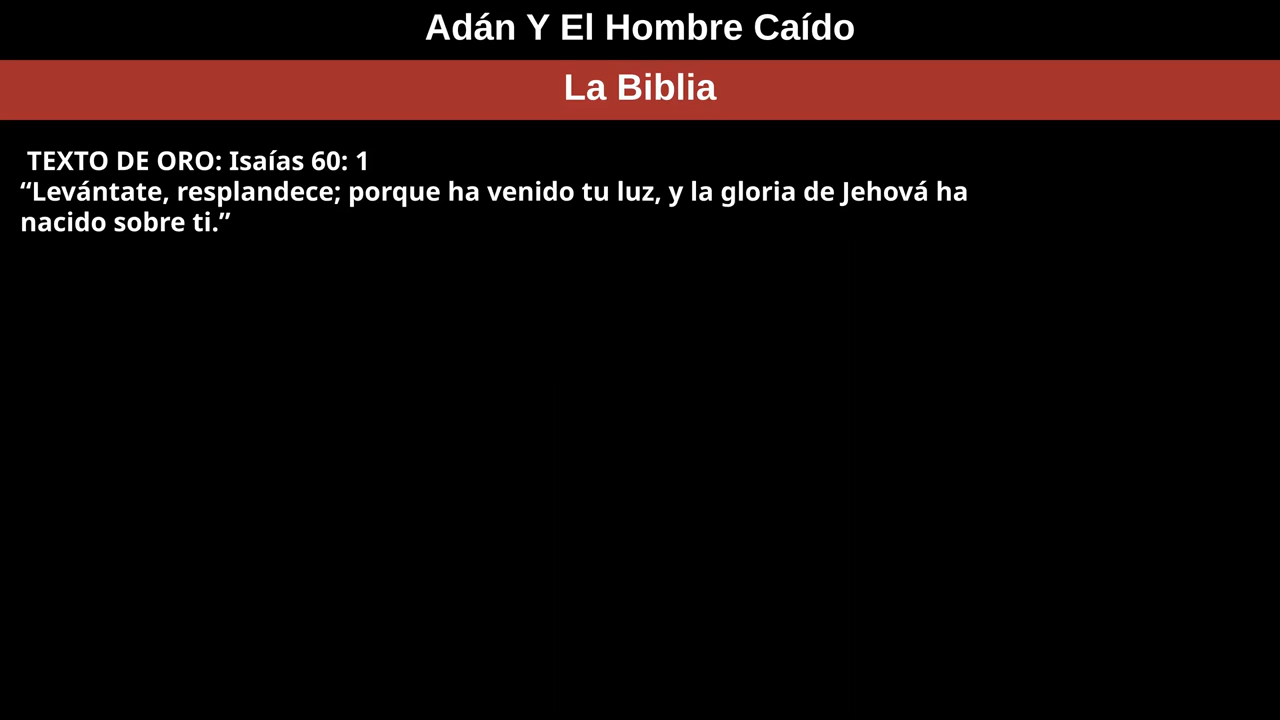 Adán Y El Hombre Caído
La Biblia
TEXTO DE ORO: Isaías 60: 1
“Levántate, resplandece; porque ha venido tu luz, y la gloria de Jehová ha
nacido sobre ti.”